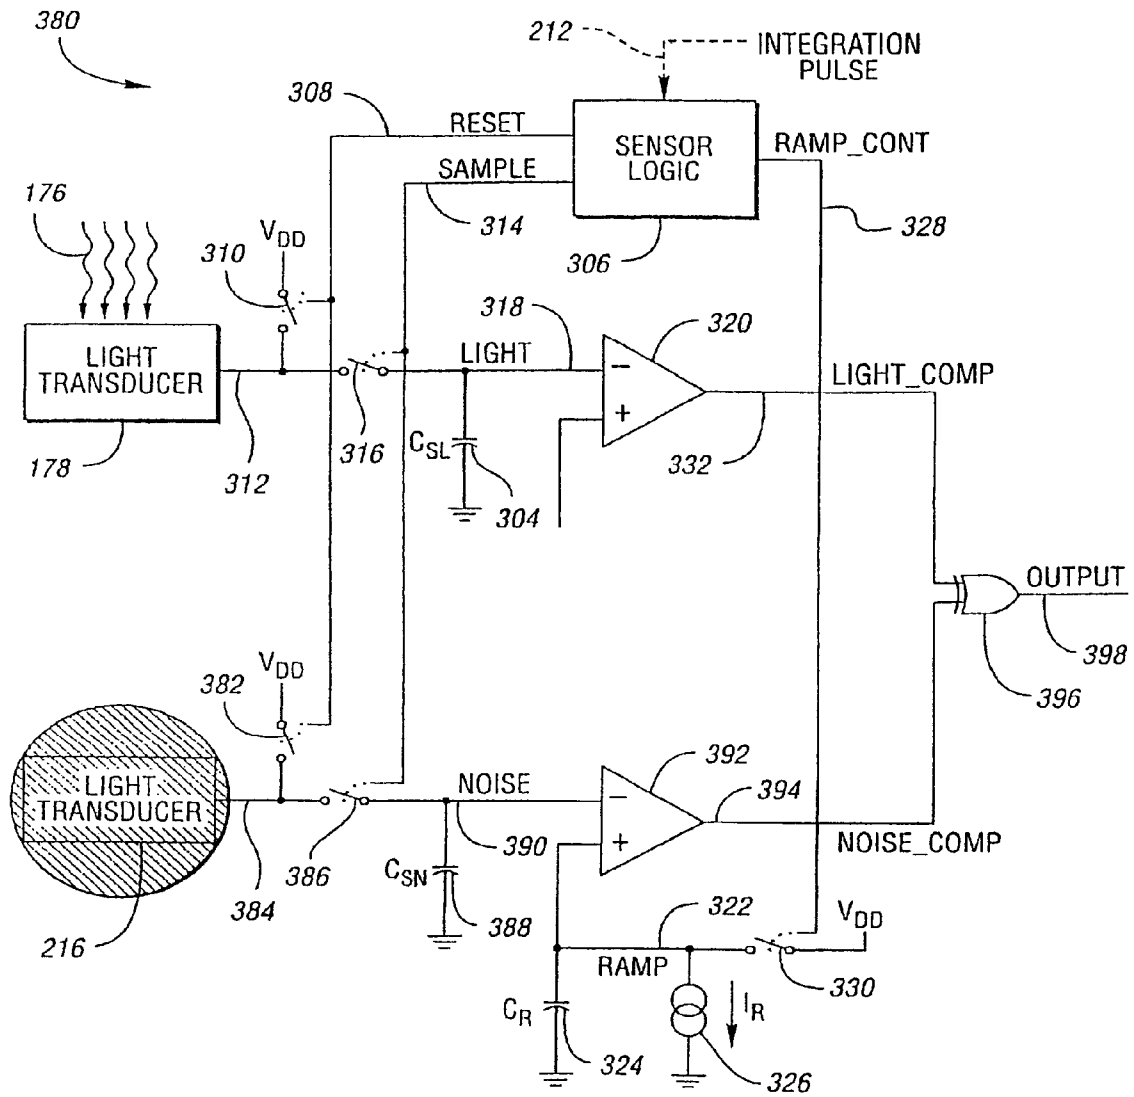 380
212
INTEGRATION
PULSE
308
RESET
SENSOR
LOGIC
RAMP_CONT
SAMPLE
176
314
328
310
VDD
306
318
320
LIGHT
TRANSDUCER
LIGHT
−
+
LIGHT_COMP
178
312
316
CSL
304
332
OUTPUT
398
396
382
VDD
392
LIGHT
TRANSDUCER
NOISE
−
+
394
NOISE_COMP
384
386
390
CSN
388
216
322
VDD
RAMP
330
CR
324
IR
326